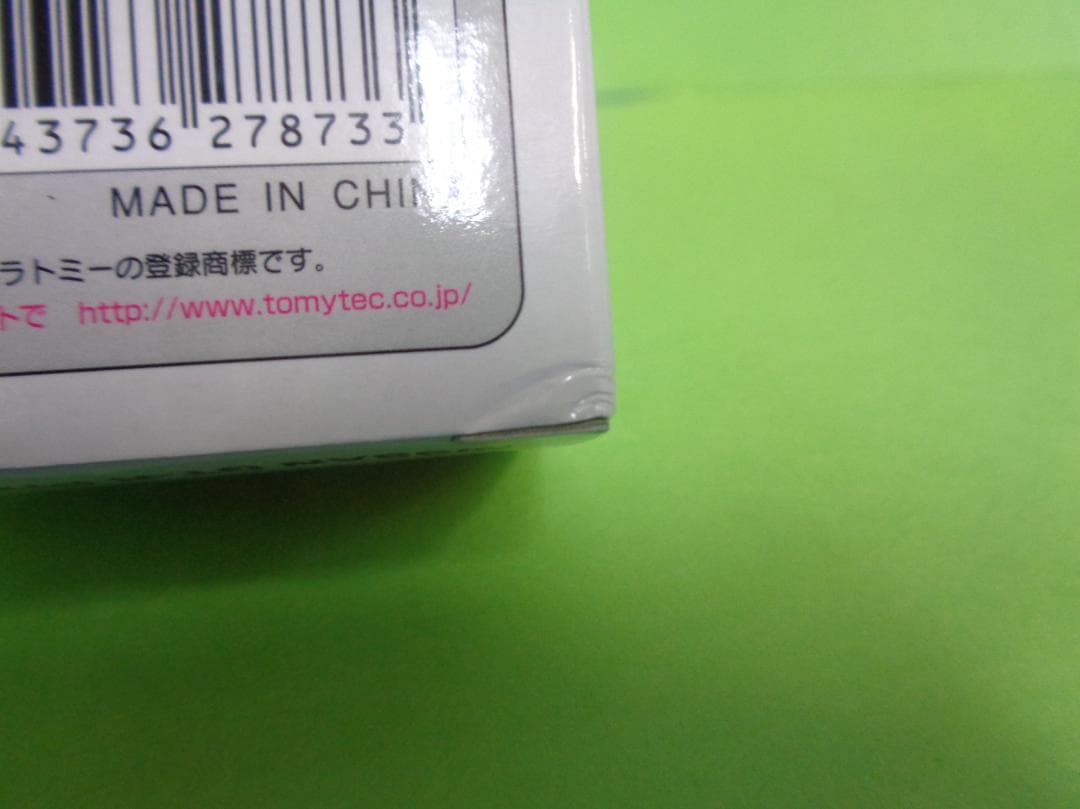 43736 278733
MADE IN CHINA
ラトミーの登録商標です。
トで http://www.tomytec.co.jp/